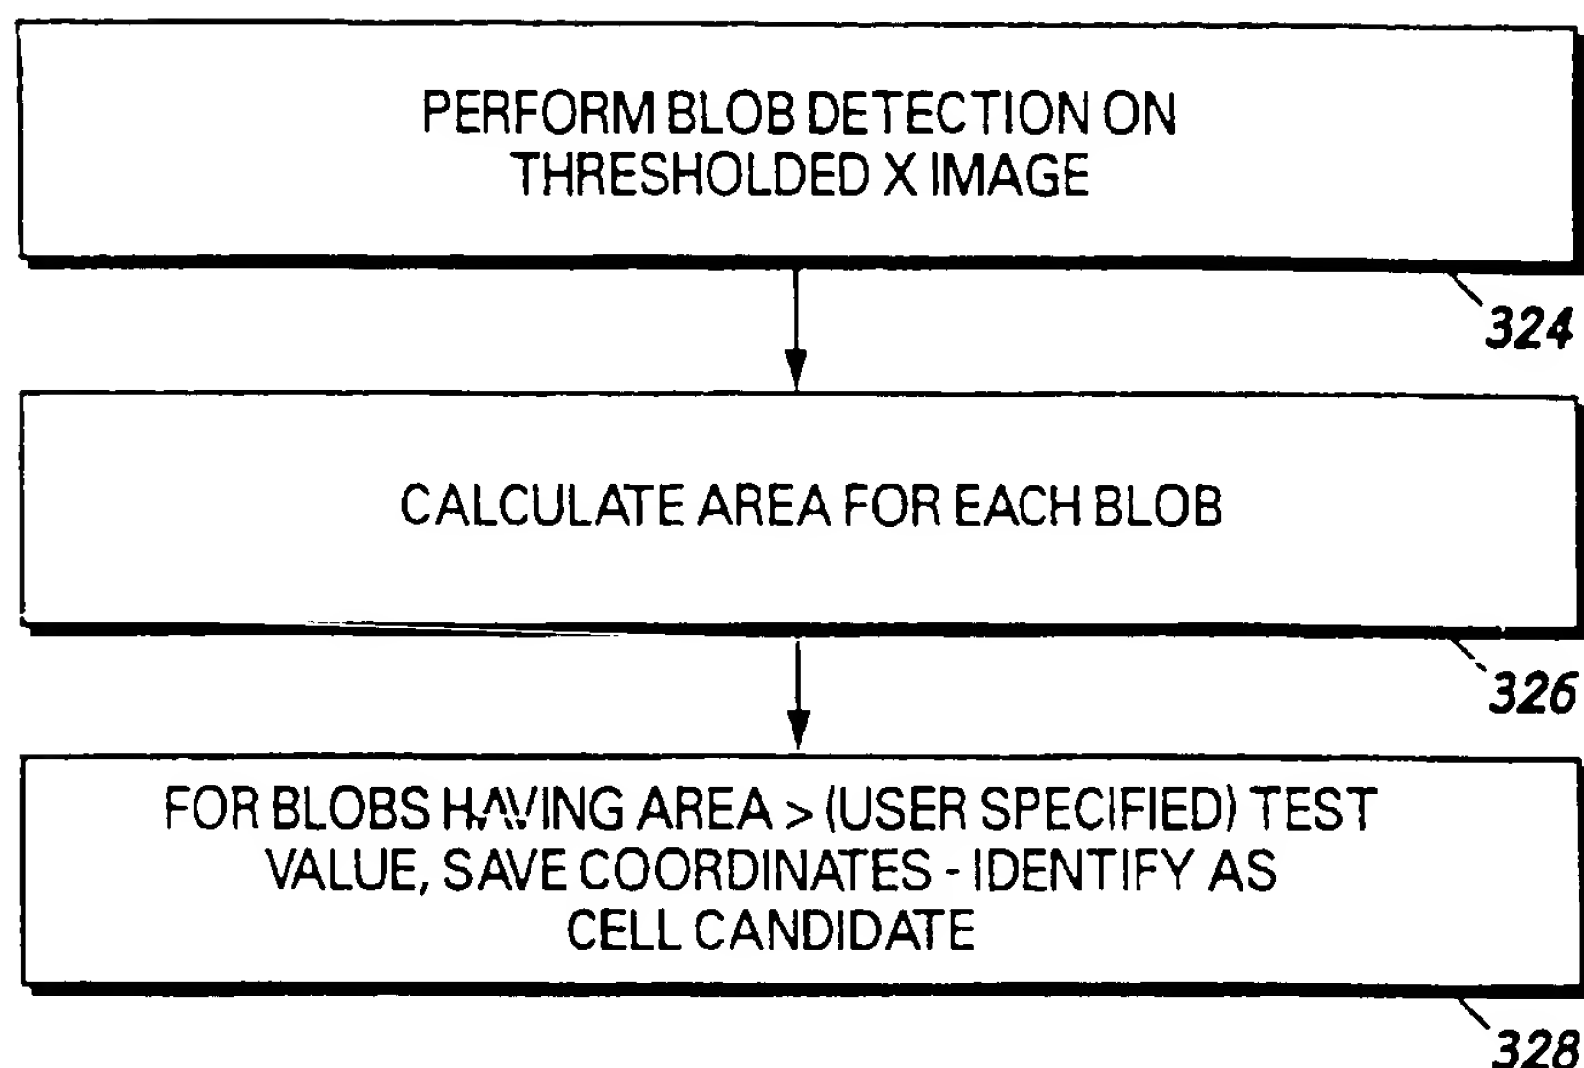 PERFORM BLOB DETECTION ON
THRESHOLDED X IMAGE
324
CALCULATE AREA FOR EACH BLOB
326
FOR BLOBS HAVING AREA > (USER SPECIFIED) TEST
VALUE, SAVE COORDINATES - IDENTIFY AS
CELL CANDIDATE
328